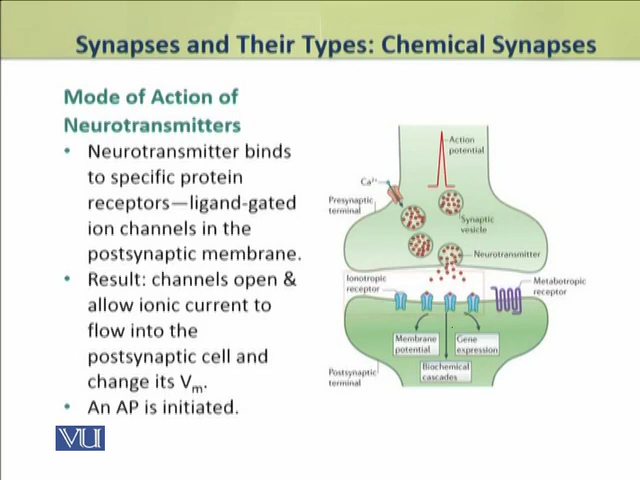 Synapses and Their Types: Chemical Synapses
Mode of Action of
Neurotransmitters
• Neurotransmitter binds
to specific protein
receptors—ligand-gated
ion channels in the
postsynaptic membrane.
• Result: channels open &
allow ionic current to
flow into the
postsynaptic cell and
change its Vm.
• An AP is initiated.
VU
Action
potential
Ca2+
Presynaptic
terminal
Synaptic
vesicle
Neurotransmitter
Ionotropic
receptor
Metabotropic
receptor
Membrane
potential
Gene
expression
Biochemical
cascades
Postsynaptic
terminal